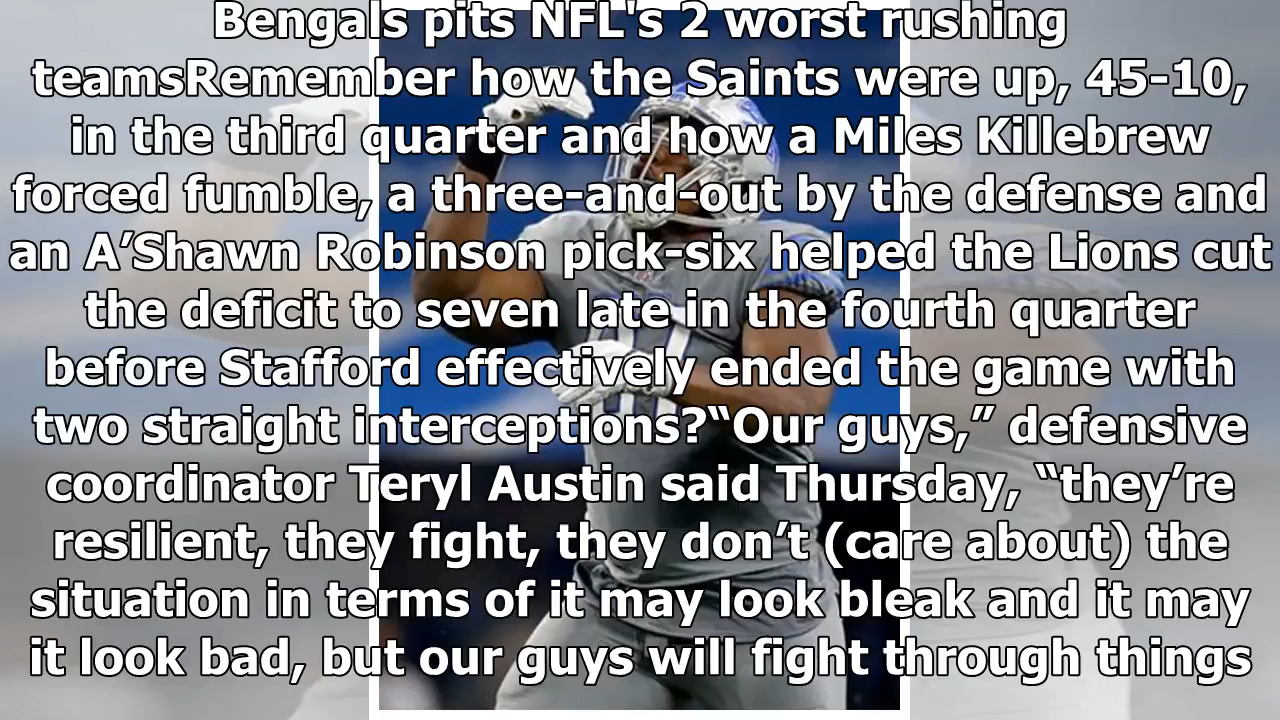 Bengals pits NFL's 2 worst rushing
teamsRemember how the Saints were up, 45-10,
in the third quarter and how a Miles Killebrew
forced fumble, a three-and-out by the defense and
an A’Shawn Robinson pick-six helped the Lions cut
the deficit to seven late in the fourth quarter
before Stafford effectively ended the game with
two straight interceptions?“Our guys,” defensive
coordinator Teryl Austin said Thursday, “they’re
resilient, they fight, they don’t (care about) the
situation in terms of it may look bleak and it may
it look bad, but our guys will fight through things